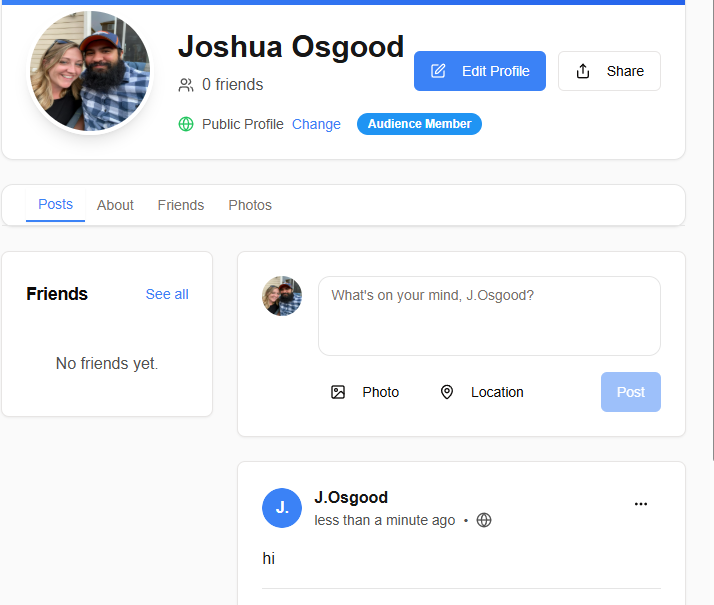 Joshua Osgood
Edit Profile
Share
0 friends
Public Profile Change Audience Member
Posts About Friends Photos
Friends See all
No friends yet.
What's on your mind, J.Osgood?
Photo Location Post
J.
J.Osgood
less than a minute ago •
hi